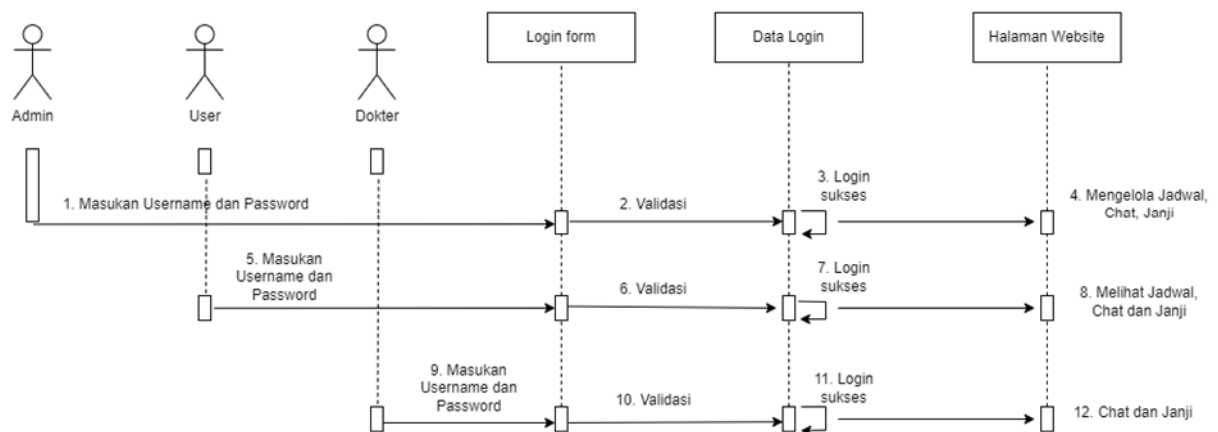 Login form
Data Login
Halaman Website
Admin
User
Dokter
1. Masukan Username dan Password
2. Validasi
3. Login
sukses
4. Mengelola Jadwal,
Chat, Janji
5. Masukan
Username dan
Password
6. Validasi
7. Login
sukses
8. Melihat Jadwal,
Chat dan Janji
9. Masukan
Username dan
Password
10. Validasi
11. Login
sukses
12. Chat dan Janji